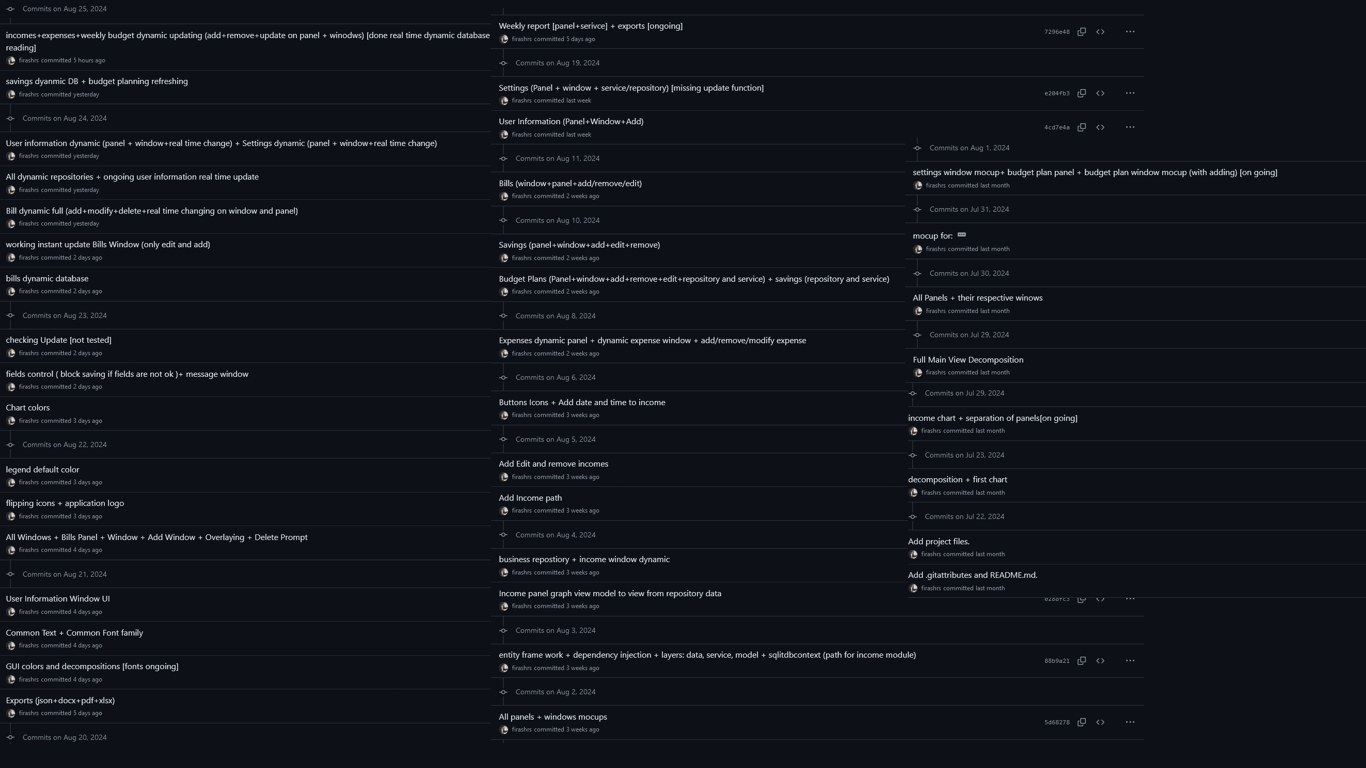 Commits on Aug 25, 2024
incomes+expenses+weekly budget dynamic updating (add+remove+update on panel + winodws) [done real time dynamic database
reading]
firashrs committed 5 hours ago
savings dyanmic DB + budget planning refreshing
firashrs committed yesterday
Commits on Aug 24, 2024
User information dynamic (panel + window+real time change) + Settings dynamic (panel + window+real time change)
firashrs committed yesterday
All dynamic repositories + ongoing user information real time update
firashrs committed yesterday
Bill dynamic full (add+modify+delete+real time changing on window and panel)
firashrs committed yesterday
working instant update Bills Window (only edit and add)
firashrs committed 2 days ago
bills dynamic database
firashrs committed 2 days ago
Commits on Aug 23, 2024
checking Update [not tested]
firashrs committed 2 days ago
fields control ( block saving if fields are not ok )+ message window
firashrs committed 2 days ago
Chart colors
firashrs committed 3 days ago
Commits on Aug 22, 2024
legend default color
firashrs committed 3 days ago
flipping icons + application logo
firashrs committed 3 days ago
All Windows + Bills Panel + Window + Add Window + Overlaying + Delete Prompt
firashrs committed 4 days ago
Commits on Aug 21, 2024
User Information Window UI
firashrs committed 4 days ago
Common Text + Common Font family
firashrs committed 4 days ago
GUI colors and decompositions [fonts ongoing]
firashrs committed 4 days ago
Exports (json+docx+pdf+xlsx)
firashrs committed 5 days ago
Commits on Aug 20, 2024
Weekly report [panel+serivce] + exports [ongoing]
firashrs committed 5 days ago
7296e48
Commits on Aug 19, 2024
Settings (Panel + window + service/repository) [missing update function]
firashrs committed last week
e204fb3
User Information (Panel+Window+Add)
firashrs committed last week
4cd7e4a
Commits on Aug 11, 2024
Bills (window+panel+add/remove/edit)
firashrs committed 2 weeks ago
Commits on Aug 10, 2024
Savings (panel+window+add+edit+remove)
firashrs committed 2 weeks ago
Budget Plans (Panel+window+add+remove+edit+repository and service) + savings (repository and service)
firashrs committed 2 weeks ago
Commits on Aug 8, 2024
Expenses dynamic panel + dynamic expense window + add/remove/modify expense
firashrs committed 2 weeks ago
Commits on Aug 6, 2024
Buttons Icons + Add date and time to income
firashrs committed 3 weeks ago
Commits on Aug 5, 2024
Add Edit and remove incomes
firashrs committed 3 weeks ago
Add Income path
firashrs committed 3 weeks ago
Commits on Aug 4, 2024
business repostiory + income window dynamic
firashrs committed 3 weeks ago
Income panel graph view model to view from repository data
firashrs committed 3 weeks ago
Commits on Aug 3, 2024
entity frame work + dependency injection + layers: data, service, model + sqlitdbcontext (path for income module)
firashrs committed 3 weeks ago
88b9a21
Commits on Aug 2, 2024
All panels + windows mocups
firashrs committed 3 weeks ago
5d68278
Commits on Aug 1, 2024
settings window mocup+ budget plan panel + budget plan window mocup (with adding) [on going]
firashrs committed last month
Commits on Jul 31, 2024
mocup for:
firashrs committed last month
Commits on Jul 30, 2024
All Panels + their respective winows
firashrs committed last month
Commits on Jul 29, 2024
Full Main View Decomposition
firashrs committed last month
Commits on Jul 29, 2024
income chart + separation of panels[on going]
firashrs committed last month
Commits on Jul 23, 2024
decomposition + first chart
firashrs committed last month
Commits on Jul 22, 2024
Add project files.
firashrs committed last month
Add .gitattributes and README.md.
firashrs committed last month